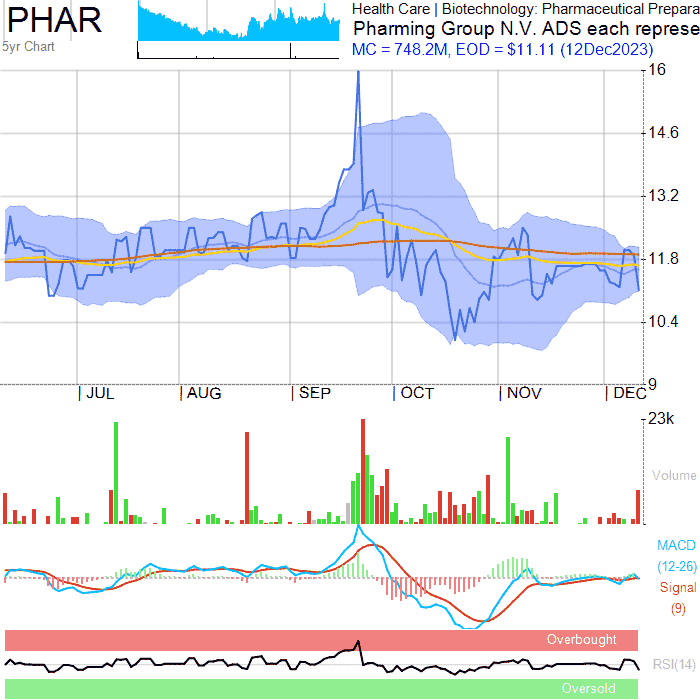 PHAR
5yr Chart
Health Care | Biotechnology: Pharmaceutical Prepara
Pharming Group N.V. ADS each represe
MC = 748.2M, EOD = $11.11 (12Dec2023)
16
14.6
13.2
11.8
10.4
9
JUL
AUG
SEP
OCT
NOV
DEC
23k
Volume
MACD
(12-26)
Signal
(9)
Overbought
RSI(14)
Oversold